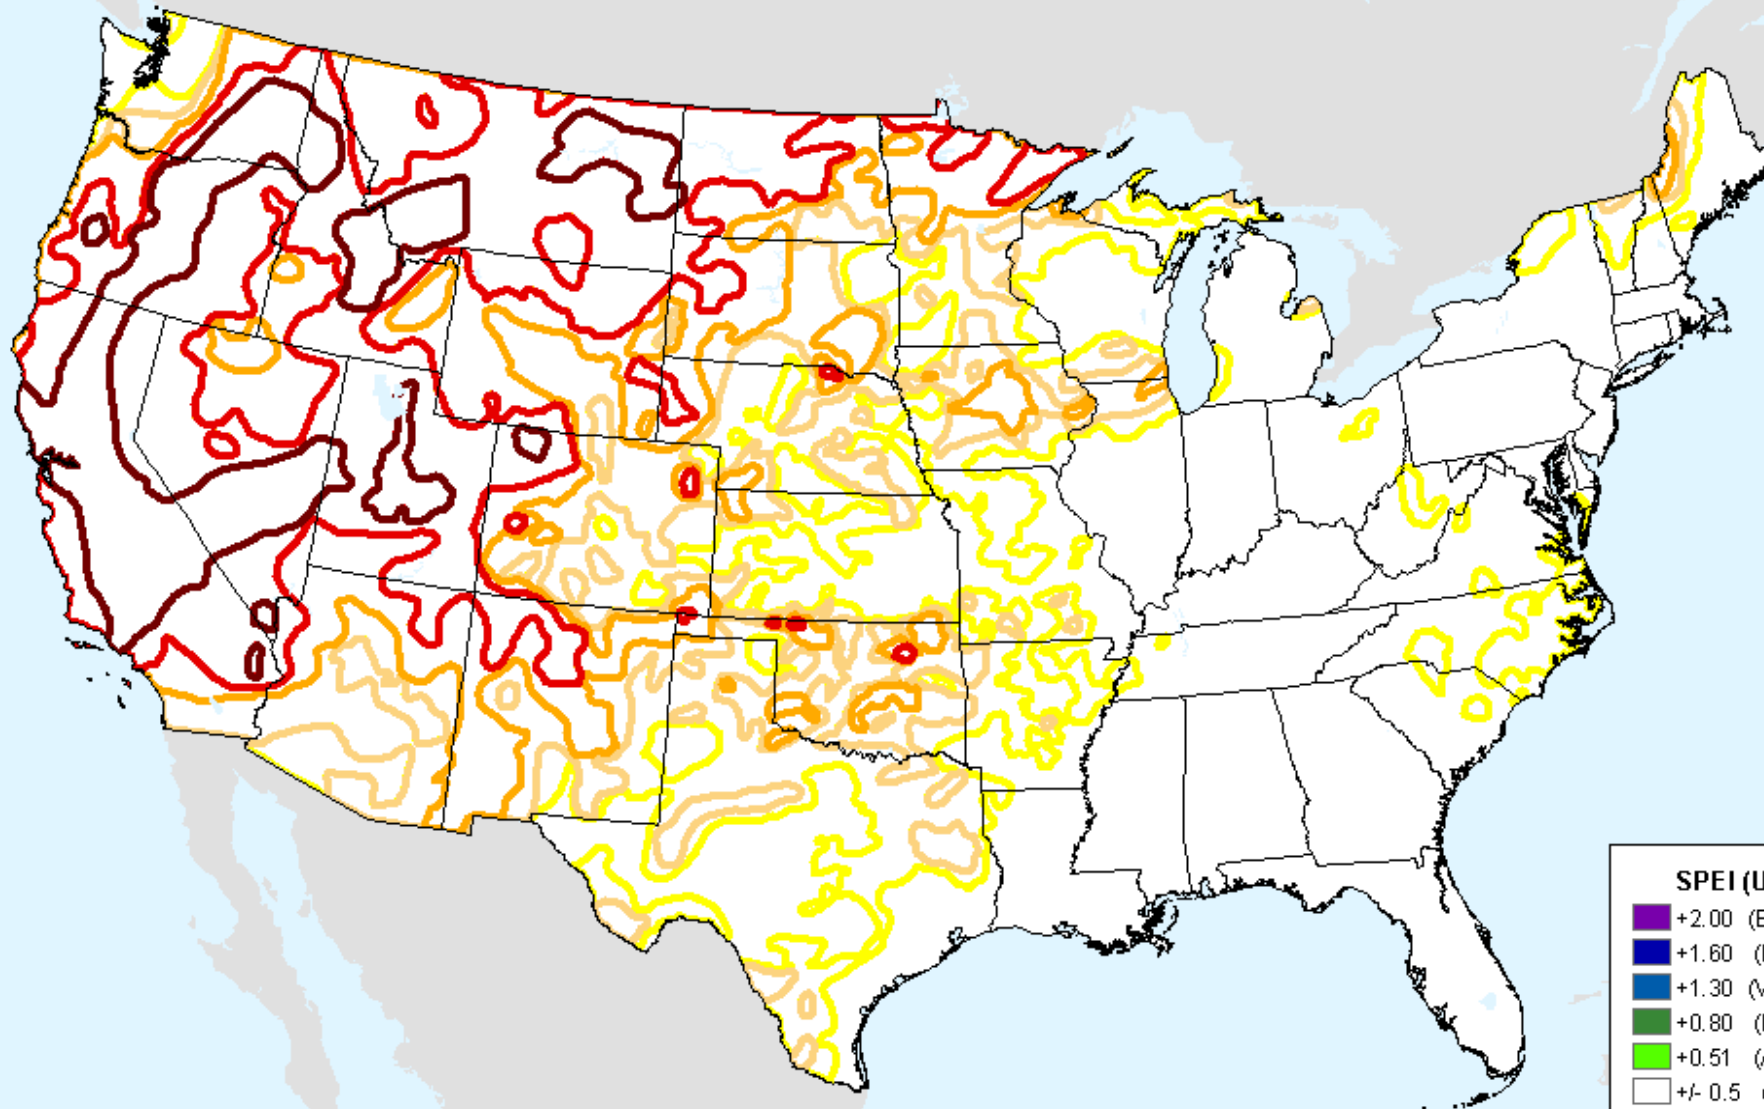 SPEI (U
+2.00 (E
+1.60 (
+1.30 (V
+0.80 (
+0.51 (
+/- 0.5